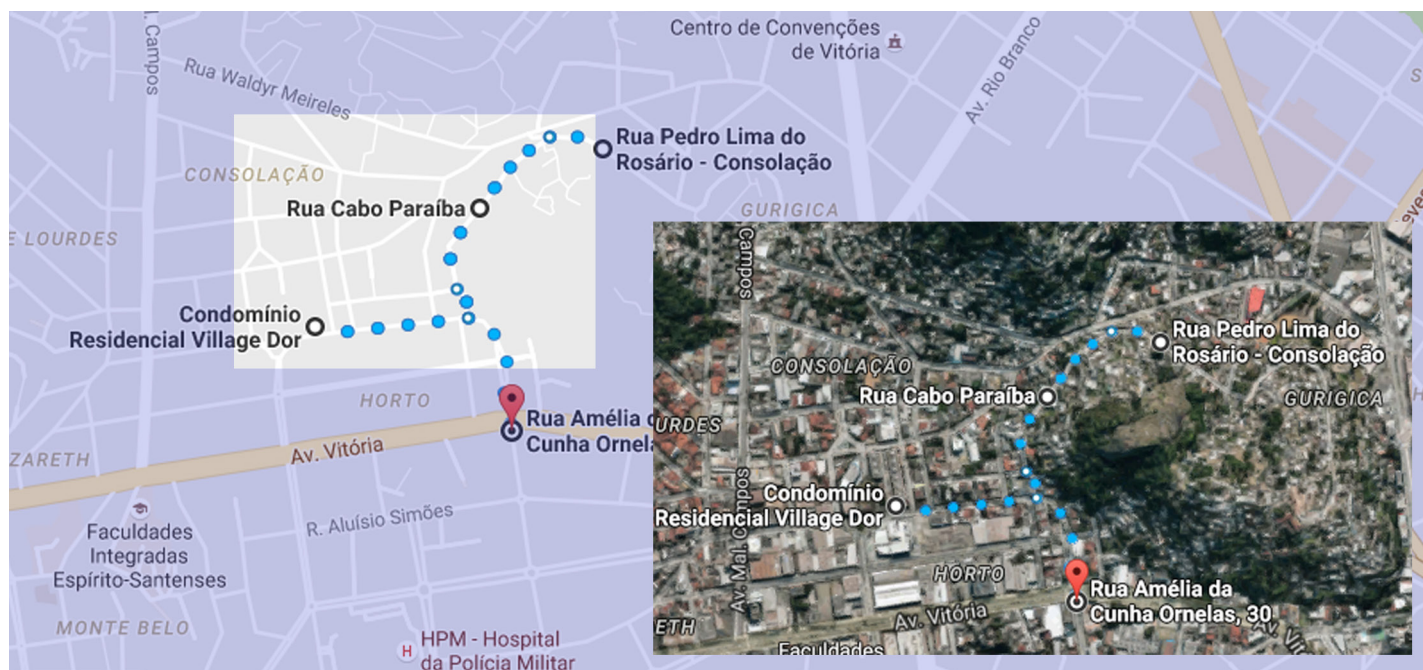 Campos
Rua Waldyr Meireles
Centro de Convenções
de Vitória
Av. Rio Branco
CONSOLAÇÃO
Rua Pedro Lima do
Rosário - Consolação
Rua Cabo Paraíba
GURIGICA
E LOURDES
Condomínio
Residencial Village Dor
HORTO
Rua Amélia d
Cunha Ornela
Av. Vitória
ZARETH
R. Aluísio Simões
Faculdades
Integradas
Espírito-Santenses
MONTE BELO
H HPM - Hospital
da Polícia Militar
Campos
Rua Pedro Lima do
Rosário - Consolação
CONSOLAÇÃO
Rua Cabo Paraíba
GURIGICA
URDES
Condomínio
Residencial Village Dor
Av. Mal. Campos
HORTO
Rua Amélia da
Cunha Ornelas, 30
Av. Vitória
ETH
Faculdades